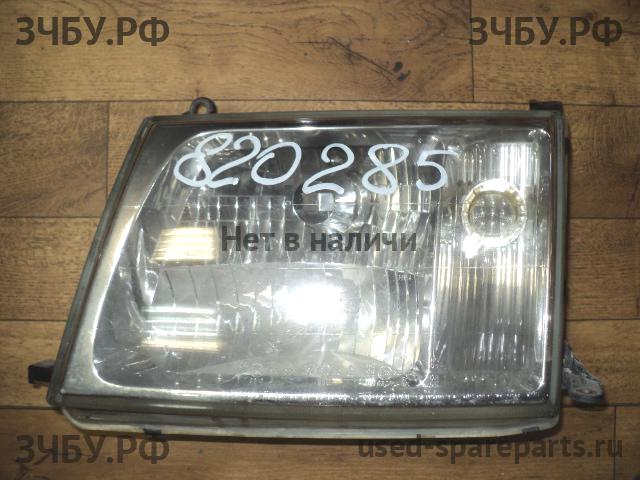 ЗЧБУ.РФ ЗЧБУ.РФ
820285
Нет в наличи
ЗЧБУ.РФ used-spareparts.ru